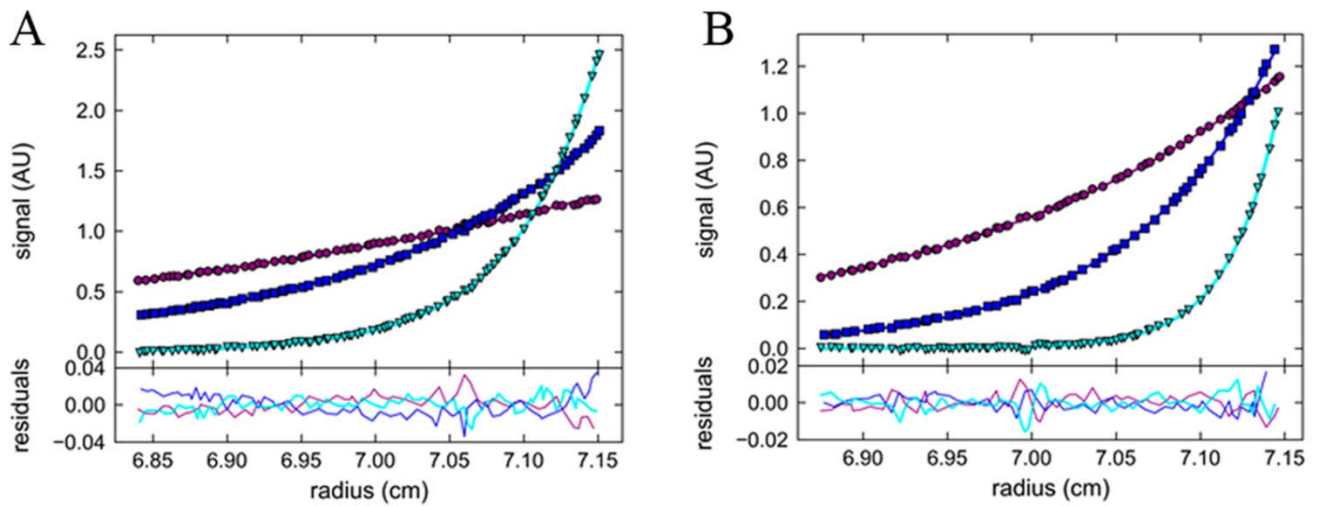 A
signal (AU)
2.5
2.0
1.5
1.0
0.5
0.0
residuals
0.04
0.00
−0.04
6.85 6.90 6.95 7.00 7.05 7.10 7.15
radius (cm)
B
signal (AU)
1.2
1.0
0.8
0.6
0.4
0.2
0.0
residuals
0.02
0.00
−0.02
6.90 6.95 7.00 7.05 7.10 7.15
radius (cm)